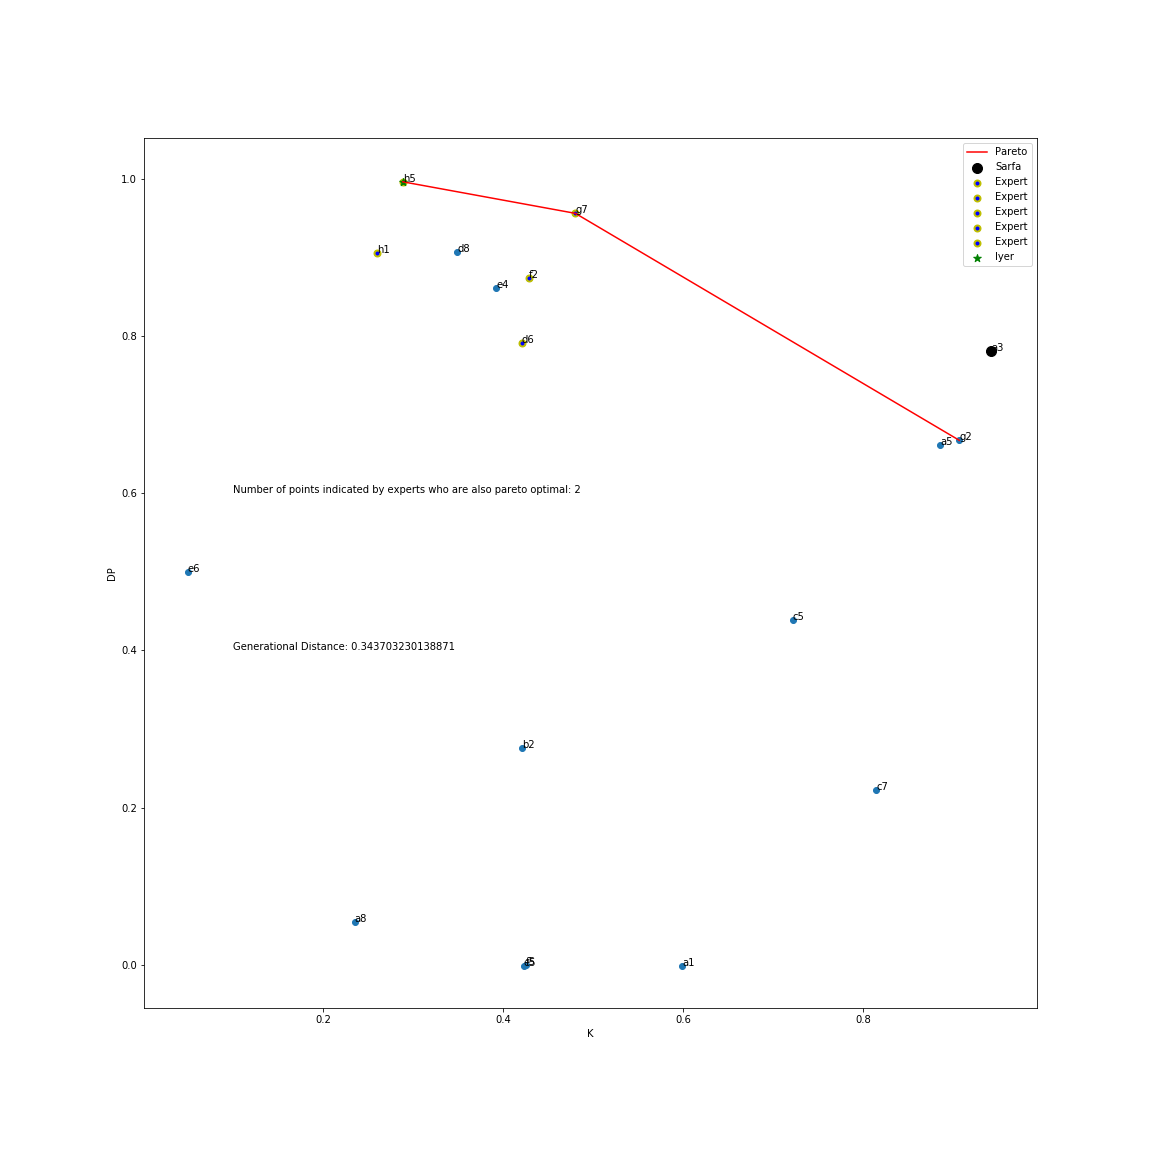 Pareto
Sarfa
Expert
Expert
Expert
Expert
Expert
Iyer
1.0
h5
g7
h1
d8
f2
e4
0.8
d6
e3
g2
a5
0.6
Number of points indicated by experts who are also pareto optimal: 2
DP
e6
c5
0.4
Generational Distance: 0.343703230138871
b2
c7
0.2
a8
0.0
a1
0.2
0.4
0.6
0.8
K